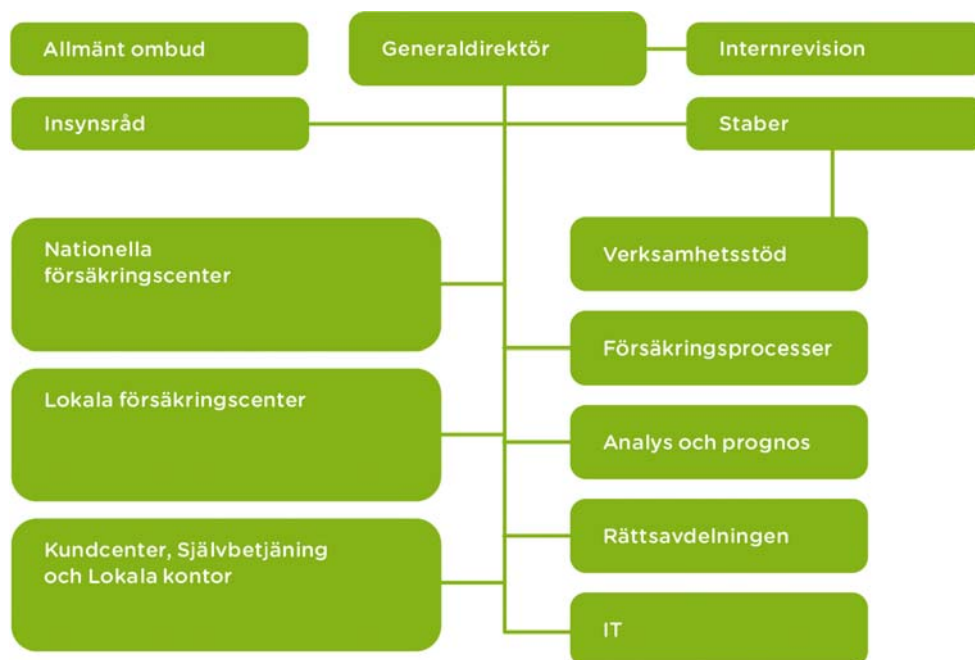 Allmänt ombud
Generaldirektör
Internrevision
Insynsråd
Staber
Nationella
försäkringscenter
Verksamhetsstöd
Försäkringsprocesser
Lokala försäkringscenter
Analys och prognos
Rättsavdelningen
Kundcenter, Självbetjäning
och Lokala kontor
IT